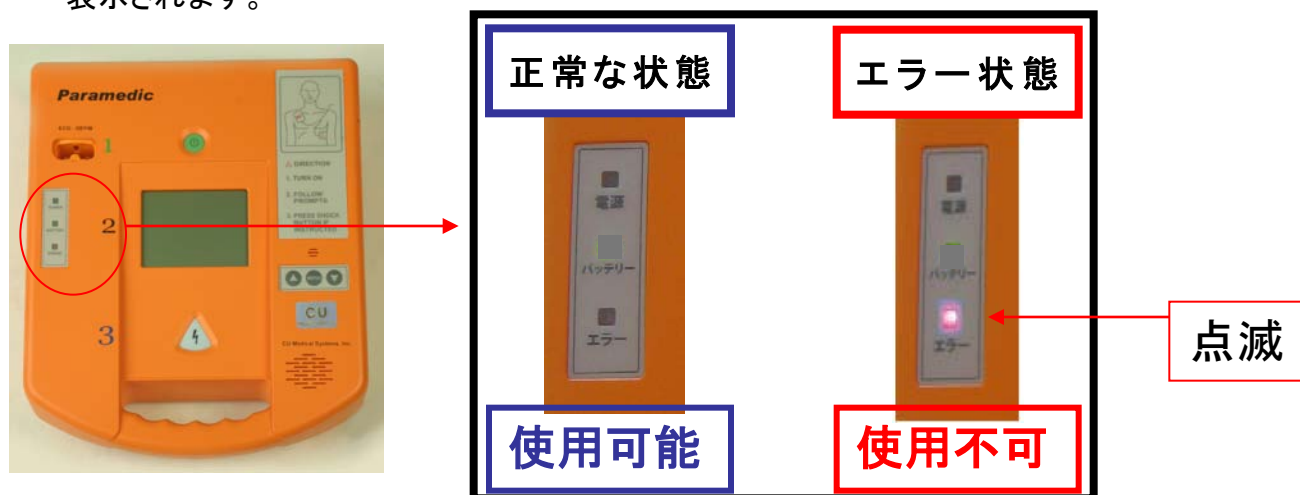 表示されます。
正常な状態
エラー状態
Paramedic
1
⚠ DIRECTION
1. TURN ON
2. FOLLOW
PROMPTS
3. PRESS SHOCK
BUTTON IF
INSTRUCTED
2
3
CU
CU Medical Systems, Inc.
電源
バッテリー
エラー
電源
バッテリー
エラー
点滅
使用可能
使用不可